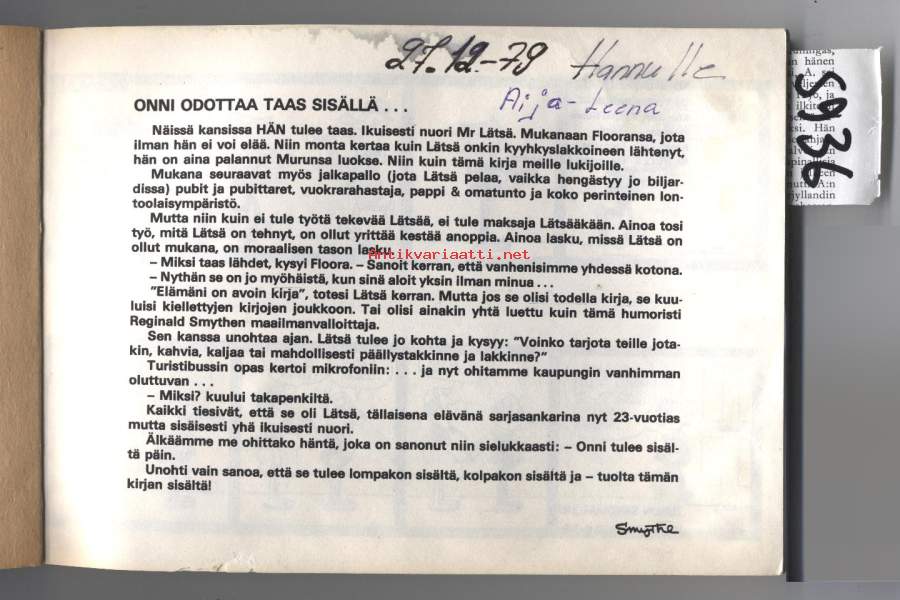 27.12-79 Hannulle
Aija-Leena
ONNI ODOTTAA TAAS SISÄLLÄ . . .
Näissä kansissa HÄN tulee taas. Ikuisesti nuori Mr Lätsä. Mukanaan Flooransa, jota
ilman hän ei voi elää. Niin monta kertaa kuin Lätsä onkin kyyhkyslakkoineen lähtenyt,
hän on aina palannut Murunsa luokse. Niin kuin tämä kirja meille lukijoille.
Mukana seuraavat myös jalkapallo (jota Lätsä pelaa, vaikka hengästyy jo biljar-
dissa) pubit ja pubittaret, vuokrarahastaja, pappi & omatunto ja koko perinteinen lon-
toolaisympäristö.
Mutta niin kuin ei tule työtä tekevää Lätsää, ei tule maksaja Lätsääkään. Ainoa tosi
työ, mitä Lätsä on tehnyt, on ollut yrittää kestää anoppia. Ainoa lasku, missä Lätsä on
ollut mukana, on moraalisen tason lasku.
Antikvariaatti.net
– Miksi taas lähdet, kysyi Floora. – Sanoit kerran, että vanhenisimme yhdessä kotona.
– Nythän se on jo myöhäistä, kun sinä aloit yksin ilman minua . . .
”Elämäni on avoin kirja”, totesi Lätsä kerran. Mutta jos se olisi todella kirja, se kuu-
luisi kiellettyjen kirjojen joukkoon. Tai olisi ainakin yhtä luettu kuin tämä humoristi
Reginald Smythen maailmanvalloittaja.
Sen kanssa unohtaa ajan. Lätsä tulee jo kohta ja kysyy: ”Voinko tarjota teille jota-
kin, kahvia, kaljaa tai mahdollisesti päällystakkinne ja lakkinne?”
Turistibussin opas kertoi mikrofoniin: . . . ja nyt ohitamme kaupungin vanhimman
oluttuvan . . .
– Miksi? kuului takapenkiltä.
Kaikki tiesivät, että se oli Lätsä, tällaisena elävänä sarjasankarina nyt 23-vuotias
mutta sisäisesti yhä ikuisesti nuori.
Älkäämme me ohittako häntä, joka on sanonut niin sielukkaasti: – Onni tulee sisäl-
tä päin.
Unohti vain sanoa, että se tulee lompakon sisältä, kolpakon sisältä ja – tuolta tämän
kirjan sisältä!
Smythe
5936